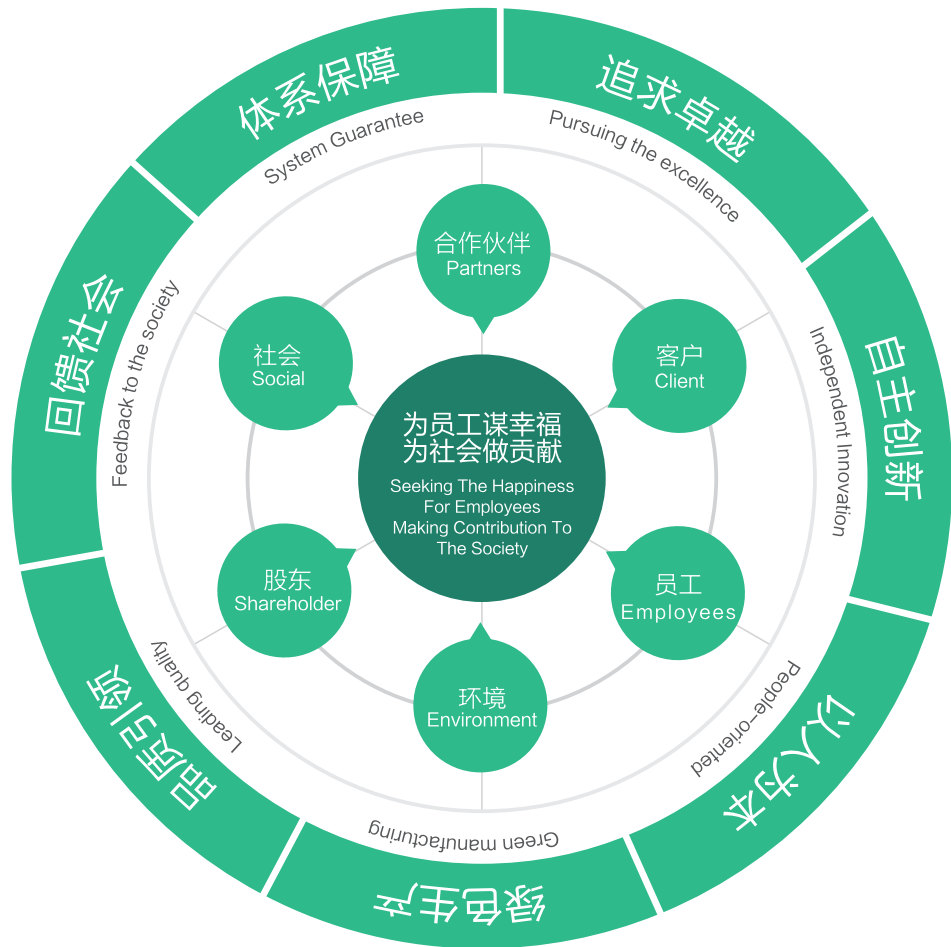 体系保障
System Guarantee
追求卓越
Pursuing the excellence
自主创新
Independent Innovation
以人为本
People-oriented
绿色生产
Green manufacturing
品质引领
Leading quality
回馈社会
Feedback to the society
合作伙伴
Partners
客户
Client
员工
Employees
环境
Environment
股东
Shareholder
社会
Social
为员工谋幸福
为社会做贡献
Seeking The Happiness
For Employees
Making Contribution To
The Society